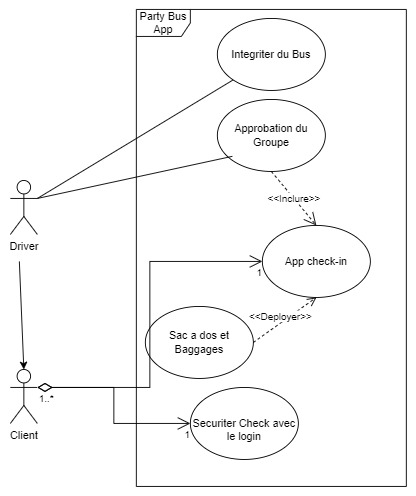 Party Bus
App
Integriter du Bus
Approbation du
Groupe
<<Inclure>>
Driver
App check-in
1
<<Deployer>>
Sac a dos et
Baggages
1..*
Client
Securiter Check avec
le login
1